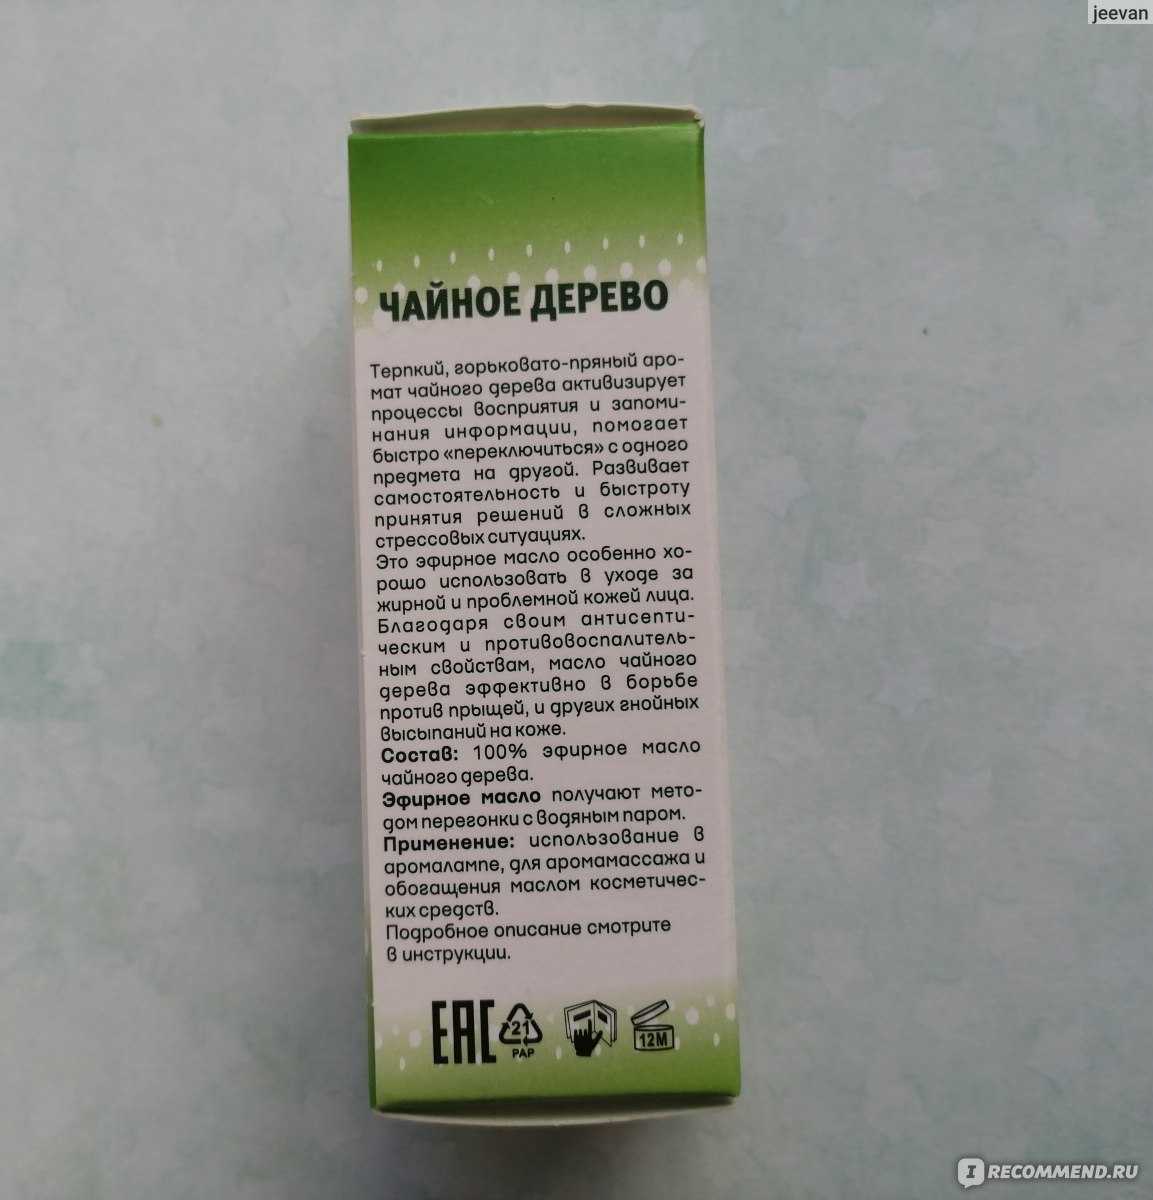 jeevan
ЧАЙНОЕ ДЕРЕВО
Терпкий, горьковато-пряный аро-
мат чайного дерева активизирует
процессы восприятия и запоми-
нания информации, помогает
быстро «переключиться» с одного
предмета на другой. Развивает
самостоятельность и быстроту
принятия решений в сложных
стрессовых ситуациях.
Это эфирное масло особенно хо-
рошо использовать в уходе за
жирной и проблемной кожей лица.
Благодаря своим антисепти-
ческим и противовоспалитель-
ным свойствам, масло чайного
дерева эффективно в борьбе
против прыщей, и других гнойных
высыпаний на коже.
Состав: 100% эфирное масло
чайного дерева.
Эфирное масло получают мето-
дом перегонки с водяным паром.
Применение: использование в
аромалампе, для аромамассажа и
обогащения маслом косметичес-
ких средств.
Подробное описание смотрите
в инструкции.
EAC 21 12M
PAP
IRECOMMEND.RU